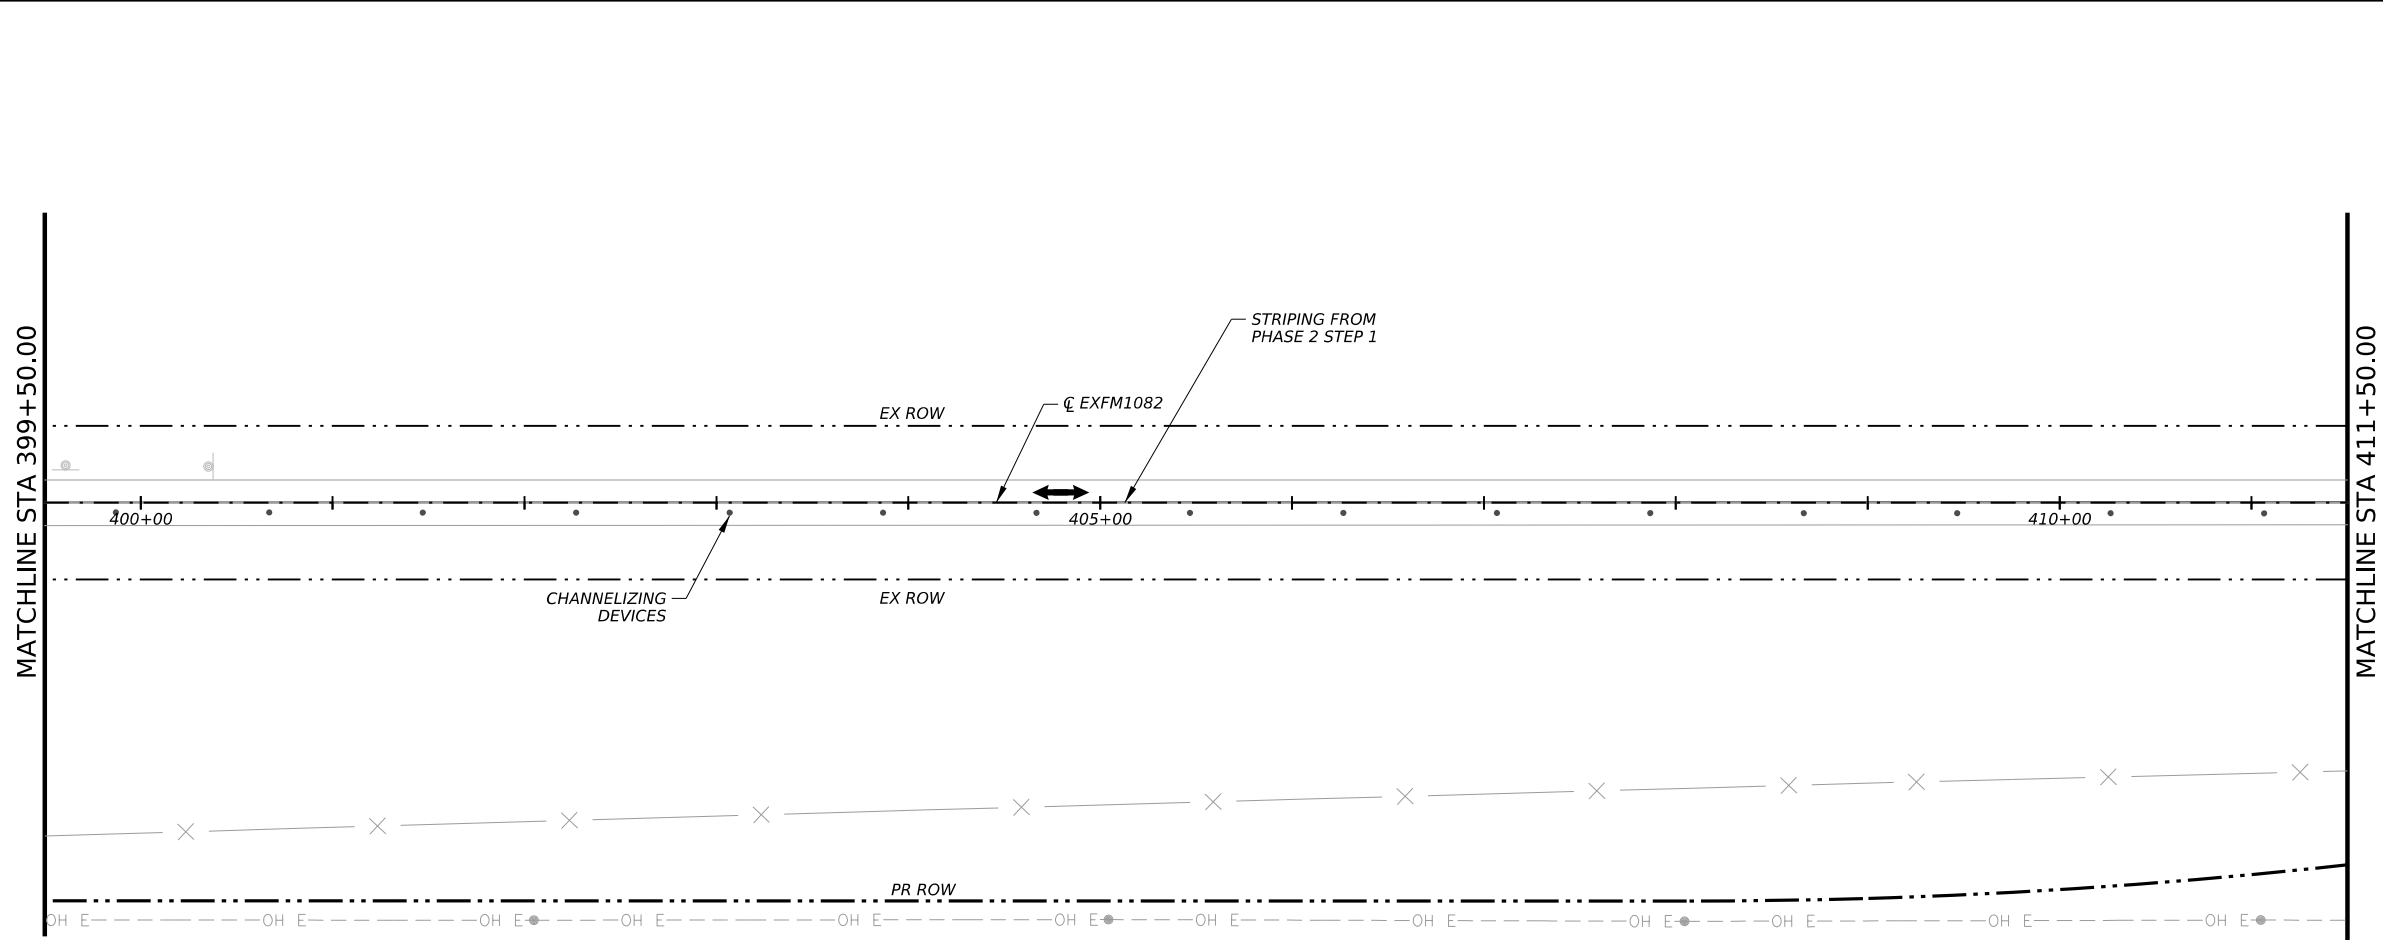 STRIPING FROM
PHASE 2 STEP 1
℄ EXFM1082
EX ROW
MATCHLINE STA 399+50.00
MATCHLINE STA 411+50.00
400+00
405+00
410+00
CHANNELIZING
DEVICES
EX ROW
PR ROW
OH E OH E OH E OH E OH E OH E OH E OH E OH E OH E OH E OH E